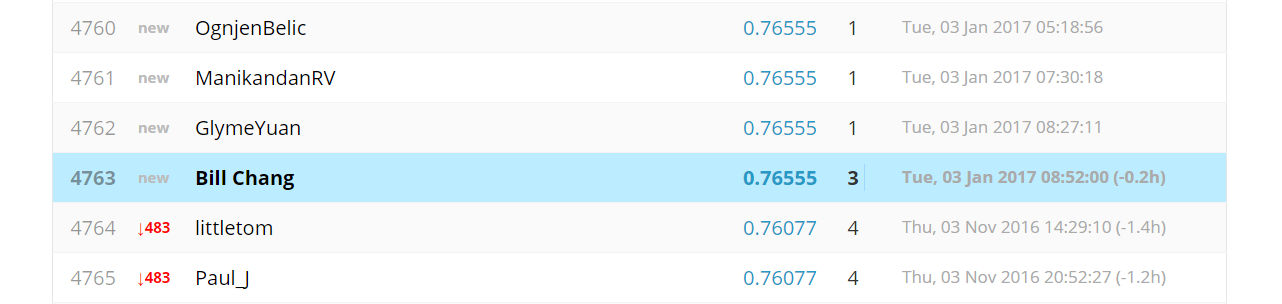 4760 new OgnjenBelic 0.76555 1 Tue, 03 Jan 2017 05:18:56
4761 new ManikandanRV 0.76555 1 Tue, 03 Jan 2017 07:30:18
4762 new GlymeYuan 0.76555 1 Tue, 03 Jan 2017 08:27:11
4763 new Bill Chang 0.76555 3 Tue, 03 Jan 2017 08:52:00 (-0.2h)
4764 ↓483 littletom 0.76077 4 Thu, 03 Nov 2016 14:29:10 (-1.4h)
4765 ↓483 Paul_J 0.76077 4 Thu, 03 Nov 2016 20:52:27 (-1.2h)